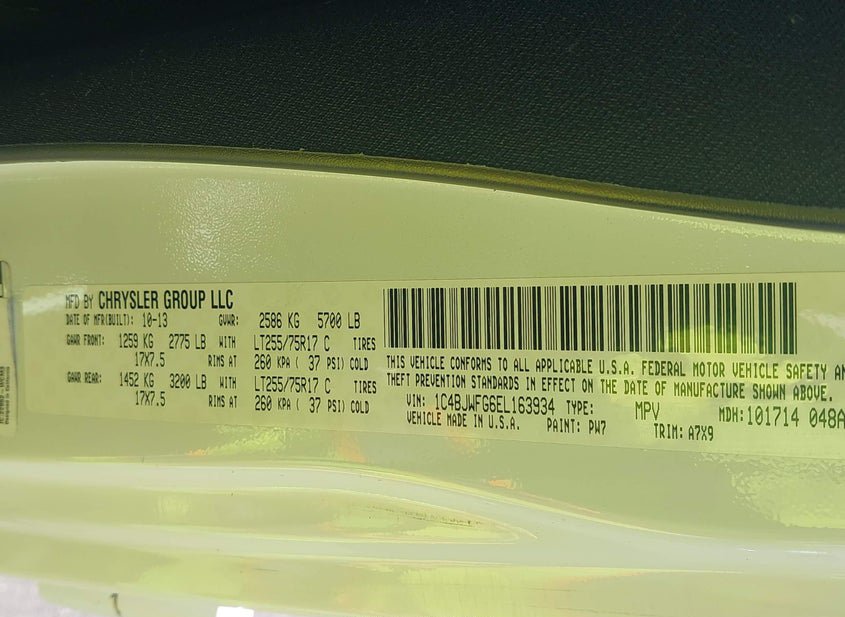 MFD BY CHRYSLER GROUP LLC
DATE OF MFR(BUILT): 10-13 GVWR: 2586 KG 5700 LB
GAWR FRONT: 1259 KG 2775 LB WITH LT255/75R17 C TIRES
17X7.5 RIMS AT 260 KPA ( 37 PSI) COLD
GAWR REAR: 1452 KG 3200 LB WITH LT255/75R17 C TIRES
17X7.5 RIMS AT 260 KPA ( 37 PSI) COLD
THIS VEHICLE CONFORMS TO ALL APPLICABLE U.S.A. FEDERAL MOTOR VEHICLE SAFETY AN
THEFT PREVENTION STANDARDS IN EFFECT ON THE DATE OF MANUFACTURE SHOWN ABOVE.
VIN: 1C4BJWFG6EL163934 TYPE: MPV MDH: 101714 048A
VEHICLE MADE IN U.S.A. PAINT: PW7 TRIM: A7X9
Designed in California